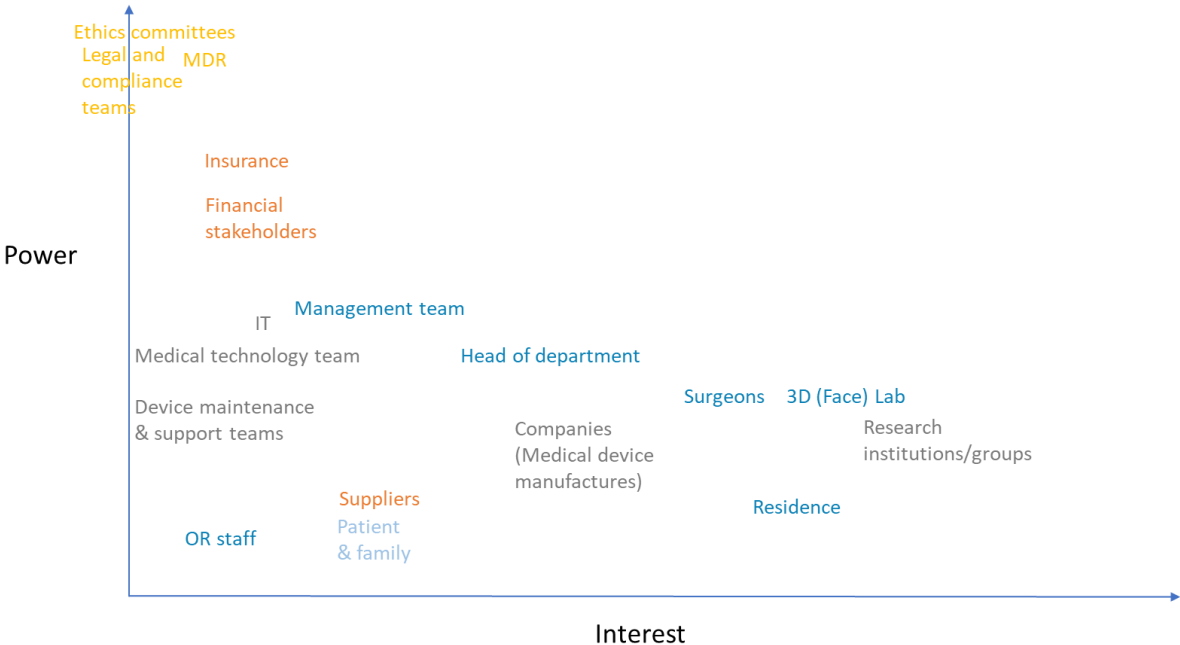 Ethics committees
Legal and
compliance
teams
MDR
Insurance
Financial
stakeholders
Power
Management team
IT
Medical technology team
Head of department
Surgeons
3D (Face) Lab
Device maintenance
& support teams
Companies
(Medical device
manufactures)
Research
institutions/groups
Suppliers
Residence
Patient
& family
OR staff
Interest